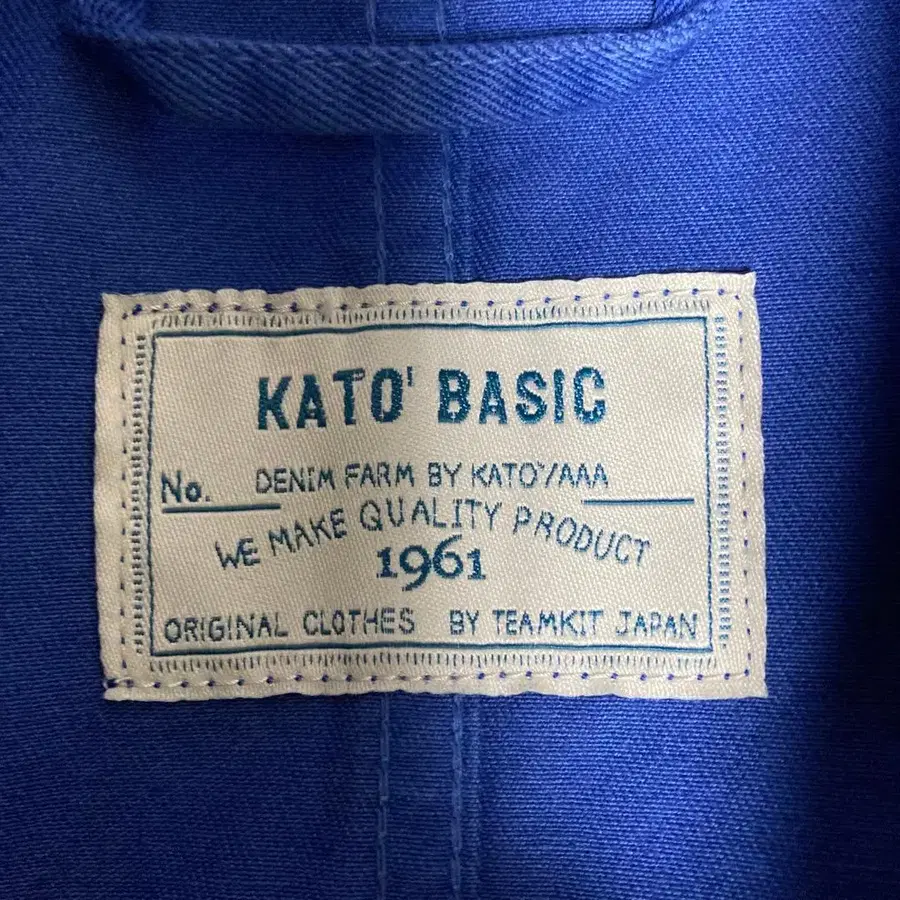 KATO' BASIC
No. DENIM FARM BY KATO'/AAA
WE MAKE QUALITY PRODUCT
1961
ORIGINAL CLOTHES BY TEAMKIT JAPAN